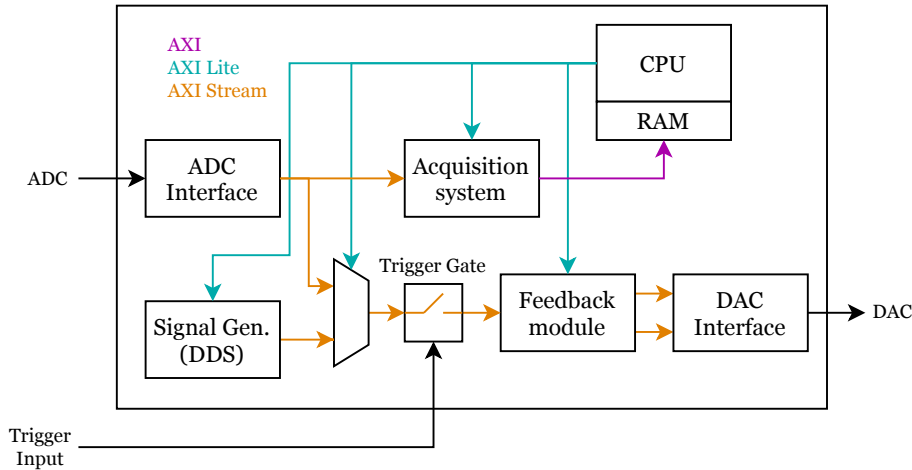 AXI
AXI Lite
AXI Stream
CPU
RAM
ADC
ADC
Interface
Acquisition
system
Trigger Gate
Signal Gen.
(DDS)
Feedback
module
DAC
Interface
DAC
Trigger
Input